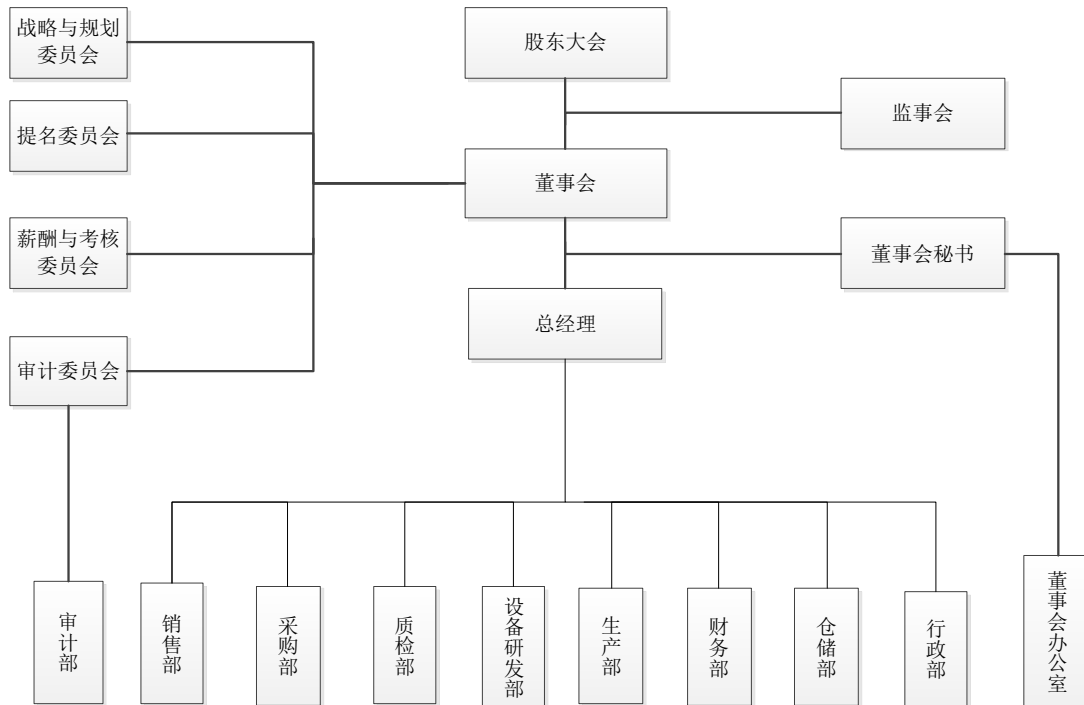 战略与规划
委员会
股东大会
监事会
提名委员会
董事会
薪酬与考核
委员会
董事会秘书
总经理
审计委员会
审计部
销售部
采购部
质检部
设备研发部
生产部
财务部
仓储部
行政部
董事会办公室